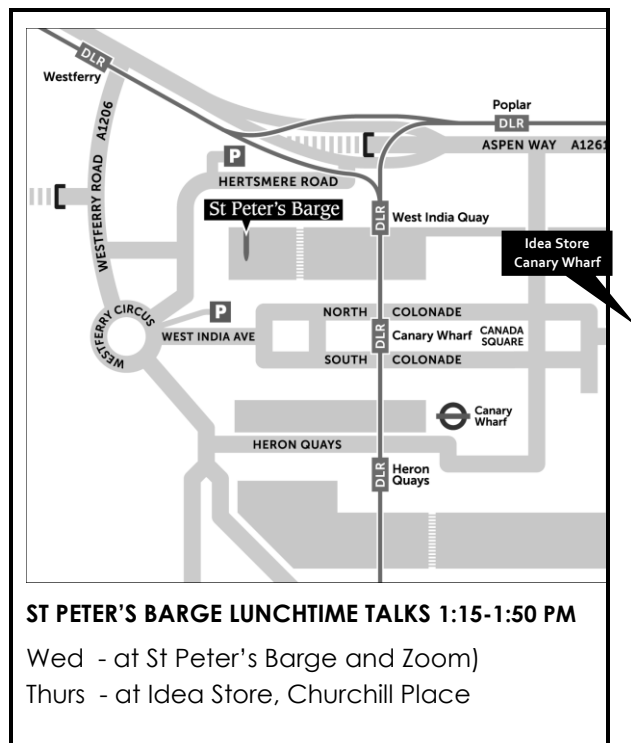 DLR
Westferry
A1206
WESTFERRY ROAD
P
HERTSMERE ROAD
St Peter's Barge
Poplar
DLR
ASPEN WAY A1261
DLR
West India Quay
Idea Store
Canary Wharf
WESTFERRY CIRCUS
P
WEST INDIA AVE
NORTH COLONADE
DLR
Canary Wharf
CANADA
SQUARE
SOUTH COLONADE
Canary
Wharf
HERON QUAYS
DLR
Heron
Quays
ST PETER'S BARGE LUNCHTIME TALKS 1:15-1:50 PM
Wed - at St Peter's Barge and Zoom)
Thurs - at Idea Store, Churchill Place